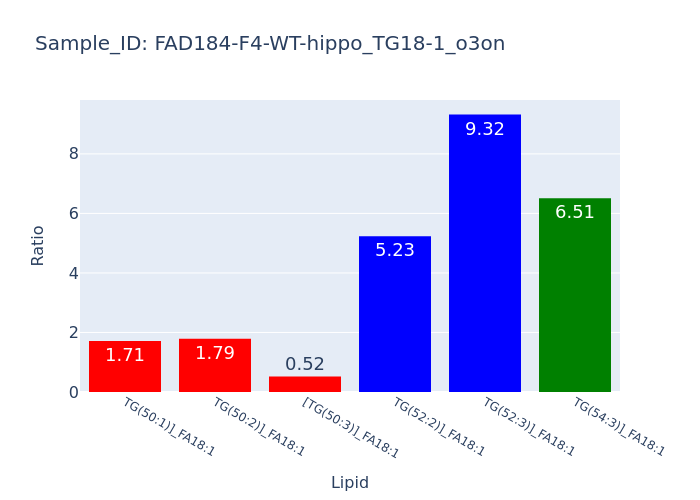 Sample_ID: FAD184-F4-WT-hippo_TG18-1_o3on
Ratio
8
6
4
2
0
1.71
1.79
0.52
5.23
9.32
6.51
TG(50:1)]_FA18:1
TG(50:2)]_FA18:1
[TG(50:3)]_FA18:1
TG(52:2)]_FA18:1
TG(52:3)]_FA18:1
TG(54:3)]_FA18:1
Lipid